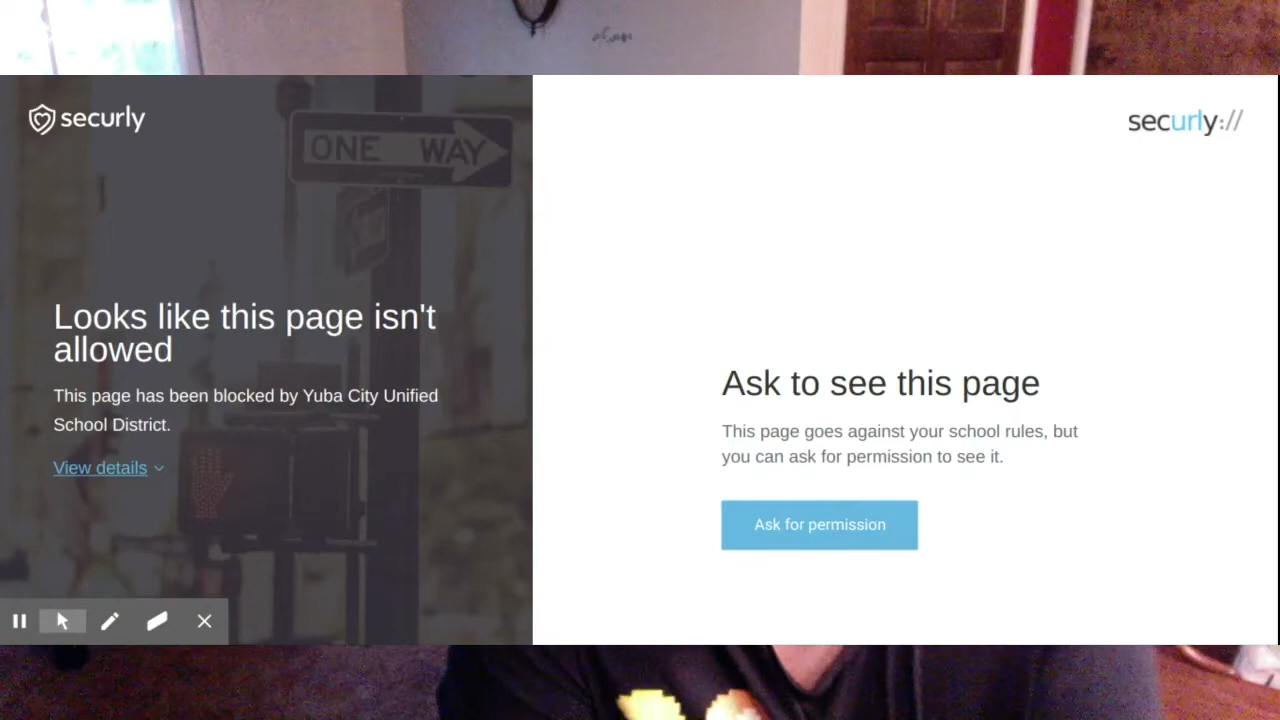 securly
securly://
ONE WAY
Looks like this page isn't
allowed
This page has been blocked by Yuba City Unified
School District.
View details
Ask to see this page
This page goes against your school rules, but
you can ask for permission to see it.
Ask for permission